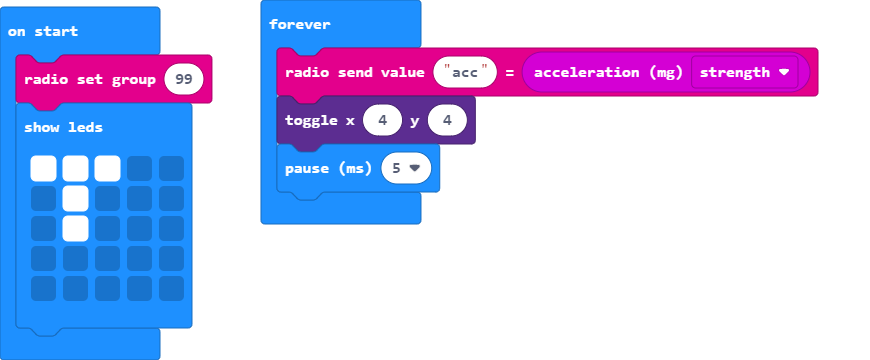 on start
radio set group 99
show leds
forever
radio send value "acc" = acceleration (mg) strength
toggle x 4 y 4
pause (ms) 5